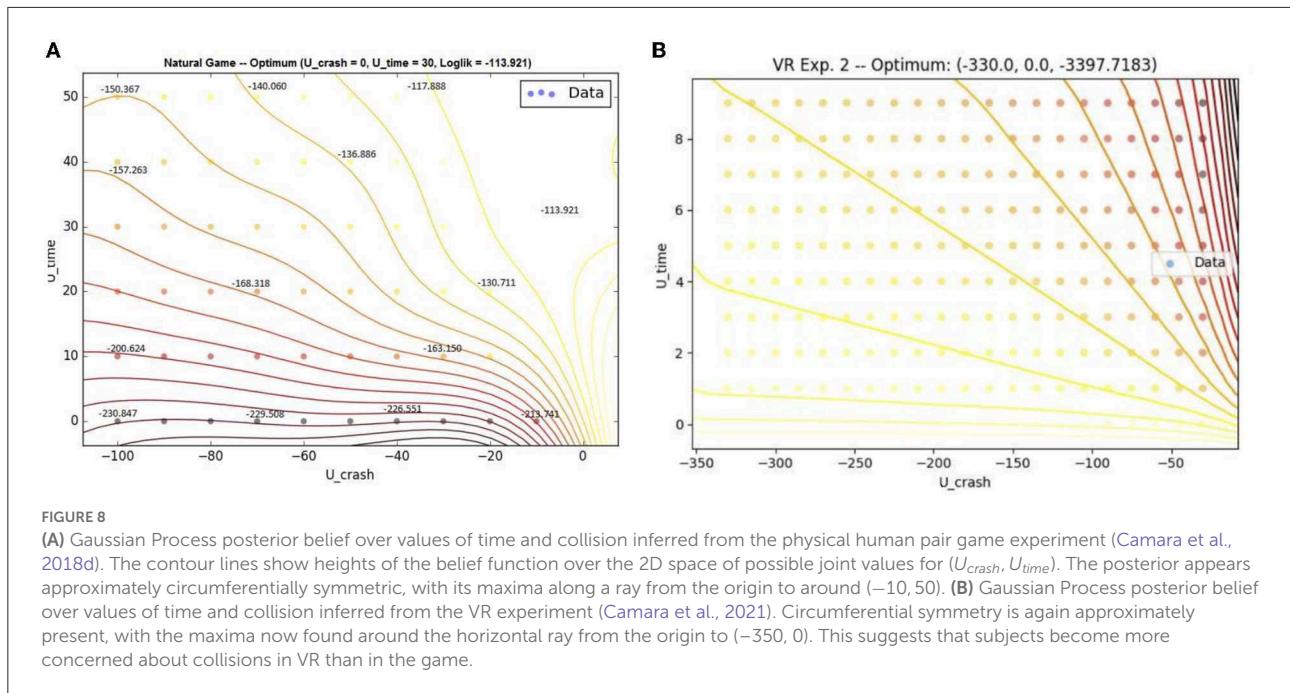 A
Natural Game -- Optimum (U_crash = 0, U_time = 30, Loglik = -113.921)
Data
-150.367
-140.060
-117.888
-136.886
-157.263
-113.921
-168.318
-130.711
-200.624
-163.150
-230.847
-229.508
-226.551
-213.741
50
40
30
20
10
0
U_time
−100
−80
−60
−40
−20
0
U_crash
B
VR Exp. 2 -- Optimum: (-330.0, 0.0, -3397.7183)
Data
8
6
4
2
0
U_time
−350
−300
−250
−200
−150
−100
−50
U_crash
FIGURE 8
(A) Gaussian Process posterior belief over values of time and collision inferred from the physical human pair game experiment (Camara et al.,
2018d). The contour lines show heights of the belief function over the 2D space of possible joint values for (U_crash, U_time). The posterior appears
approximately circumferentially symmetric, with its maxima along a ray from the origin to around (−10, 50). (B) Gaussian Process posterior belief
over values of time and collision inferred from the VR experiment (Camara et al., 2021). Circumferential symmetry is again approximately
present, with the maxima now found around the horizontal ray from the origin to (−350, 0). This suggests that subjects become more
concerned about collisions in VR than in the game.